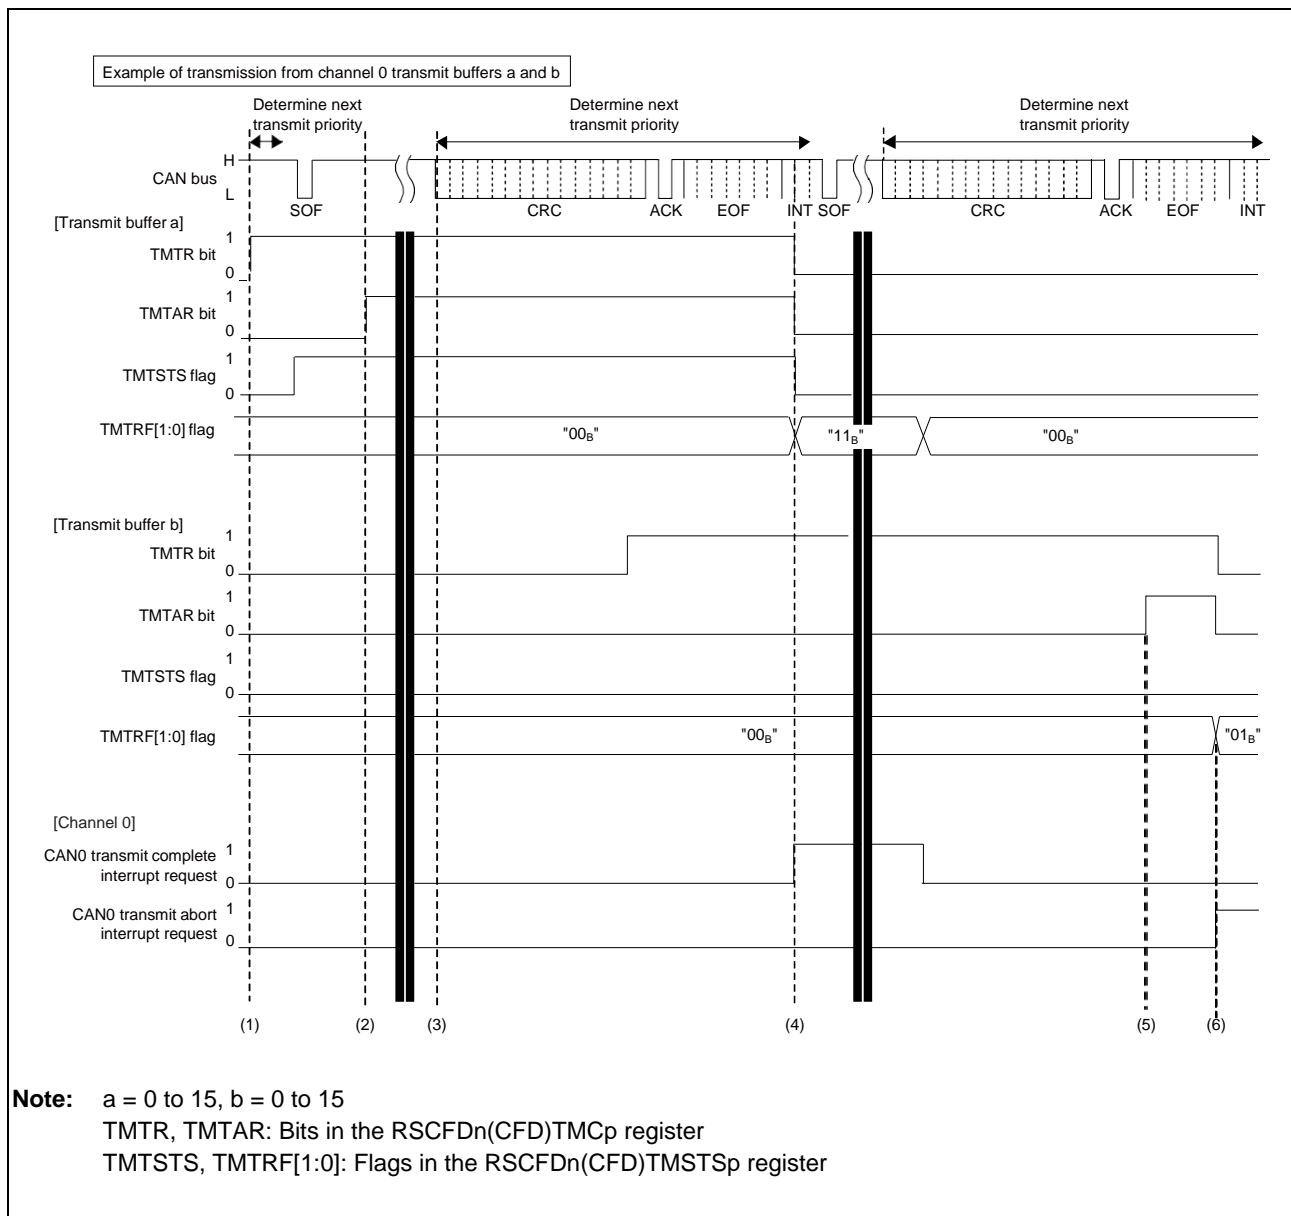 Example of transmission from channel 0 transmit buffers a and b
Determine next
transmit priority
Determine next
transmit priority
Determine next
transmit priority
H
CAN bus
L
SOF
CRC
ACK
EOF
INT
SOF
CRC
ACK
EOF
INT
[Transmit buffer a]
1
TMTR bit
0
1
TMTAR bit
0
1
TMTSTS flag
0
TMTRF[1:0] flag
"00B"
"11B"
"00B"
[Transmit buffer b]
1
TMTR bit
0
1
TMTAR bit
0
1
TMTSTS flag
0
TMTRF[1:0] flag
"00B"
"01B"
[Channel 0]
CAN0 transmit complete
interrupt request
1
0
CAN0 transmit abort
interrupt request
1
0
(1)
(2)
(3)
(4)
(5)
(6)
Note: a = 0 to 15, b = 0 to 15
TMTR, TMTAR: Bits in the RSCFDn(CFD)TMCp register
TMTSTS, TMTRF[1:0]: Flags in the RSCFDn(CFD)TMSTSp register